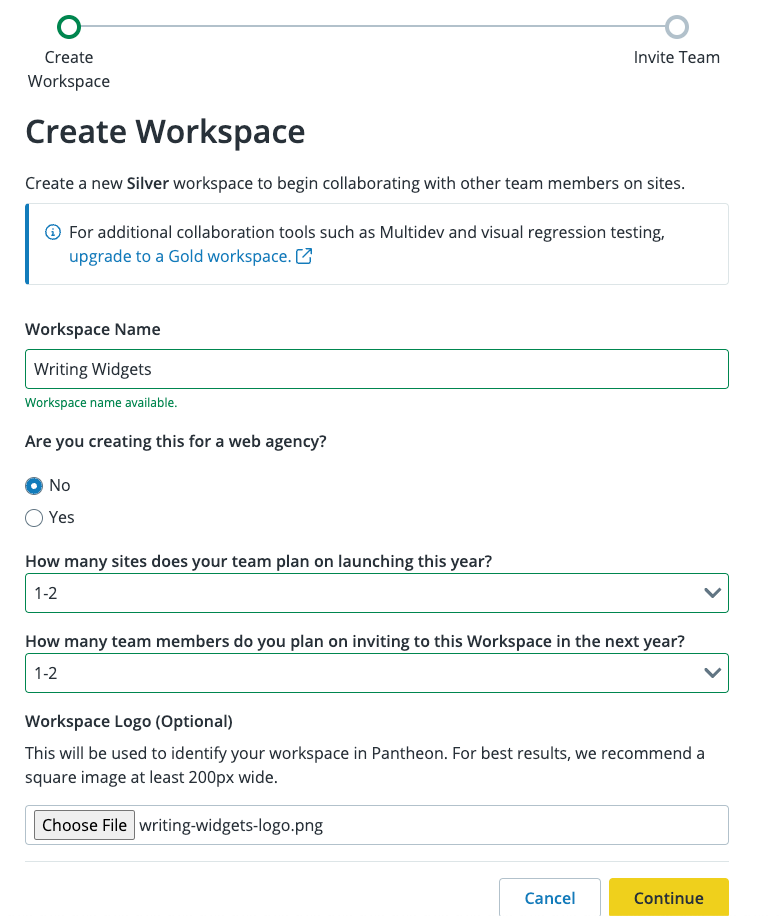 Create
Workspace
Invite Team
Create Workspace
Create a new Silver workspace to begin collaborating with other team members on sites.
For additional collaboration tools such as Multidev and visual regression testing,
upgrade to a Gold workspace.
Workspace Name
Writing Widgets
Workspace name available.
Are you creating this for a web agency?
No
Yes
How many sites does your team plan on launching this year?
1-2
How many team members do you plan on inviting to this Workspace in the next year?
1-2
Workspace Logo (Optional)
This will be used to identify your workspace in Pantheon. For best results, we recommend a
square image at least 200px wide.
Choose File writing-widgets-logo.png
Cancel Continue